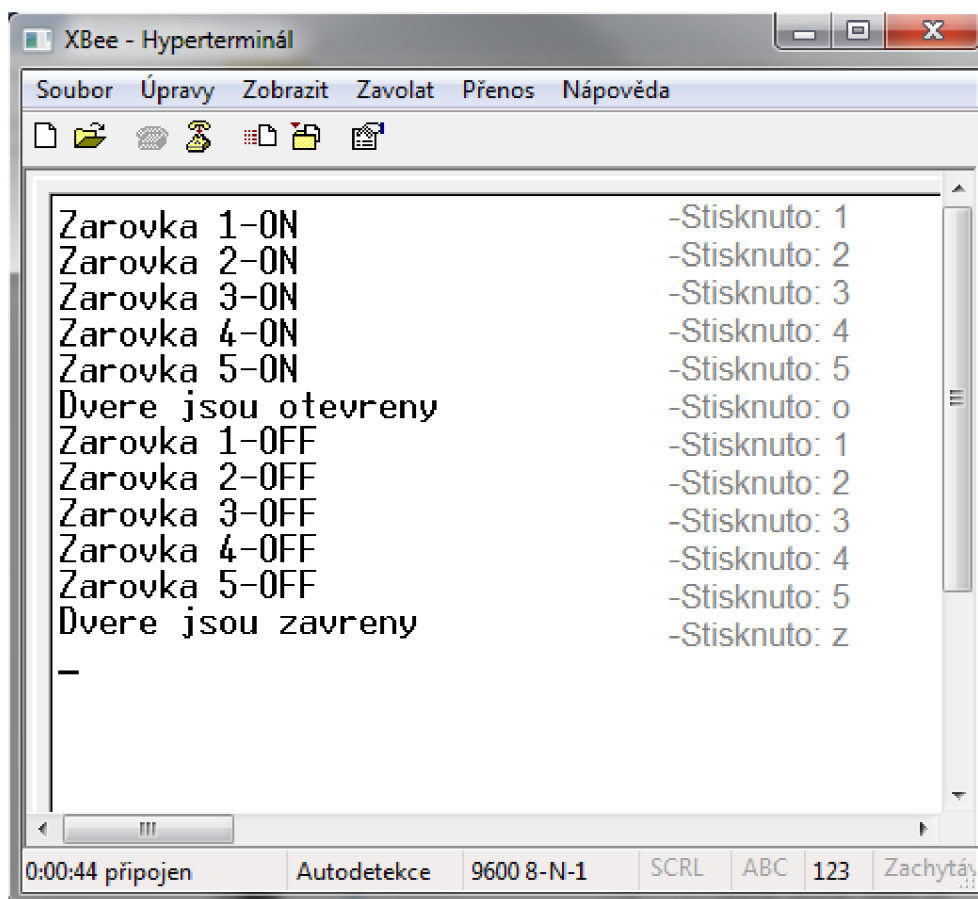 XBee - Hyperterminál
Soubor Úpravy Zobrazit Zavolat Přenos Nápověda
Zarovka 1-ON -Stisknuto: 1
Zarovka 2-ON -Stisknuto: 2
Zarovka 3-ON -Stisknuto: 3
Zarovka 4-ON -Stisknuto: 4
Zarovka 5-ON -Stisknuto: 5
Dvere jsou otevreny -Stisknuto: o
Zarovka 1-OFF -Stisknuto: 1
Zarovka 2-OFF -Stisknuto: 2
Zarovka 3-OFF -Stisknuto: 3
Zarovka 4-OFF -Stisknuto: 4
Zarovka 5-OFF -Stisknuto: 5
Dvere jsou zavreny -Stisknuto: z
0:00:44 připojen Autodetekce 9600 8-N-1 SCRL ABC 123